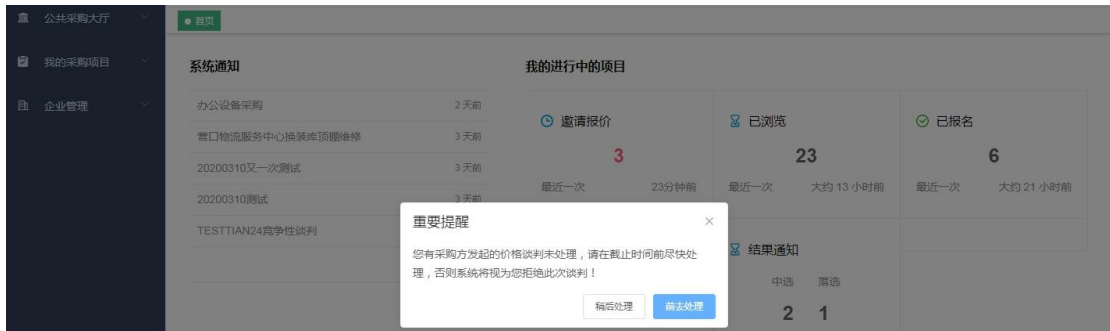 公共采购大厅
我的采购项目
企业管理
首页
系统通知
办公设备采购 2天前
营口物流服务中心换装库顶棚维修 3天前
20200310又一次测试 3天前
20200310测试 3天前
TESTTIAN24竞争性谈判
我的进行中的项目
邀请报价
3
最近一次 23分钟前
已浏览
23
最近一次 大约 13 小时前
已报名
6
最近一次 大约 21 小时前
重要提醒
您有采购方发起的价格谈判未处理，请在截止时间前尽快处
理，否则系统将视为您拒绝此次谈判！
稍后处理 前去处理
结果通知
中选 落选
2 1